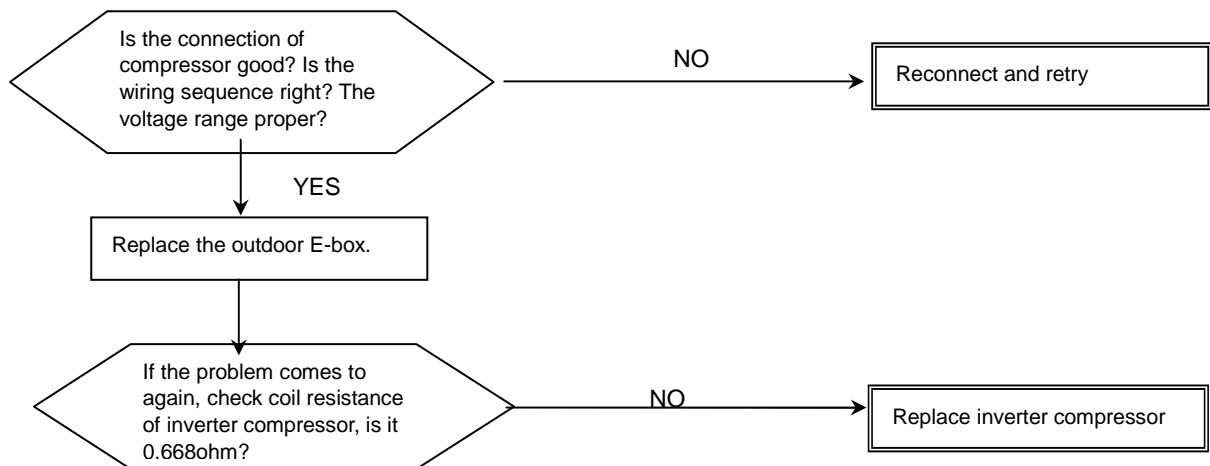 Is the connection of
compressor good? Is the
wiring sequence right? The
voltage range proper?
NO
Reconnect and retry
YES
Replace the outdoor E-box.
If the problem comes to
again, check coil resistance
of inverter compressor, is it
0.668ohm?
NO
Replace inverter compressor